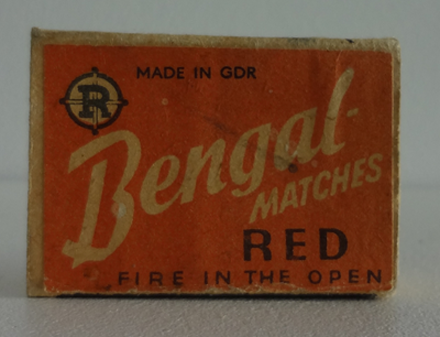 MADE IN GDR
R
Bengal-
MATCHES
RED
FIRE IN THE OPEN